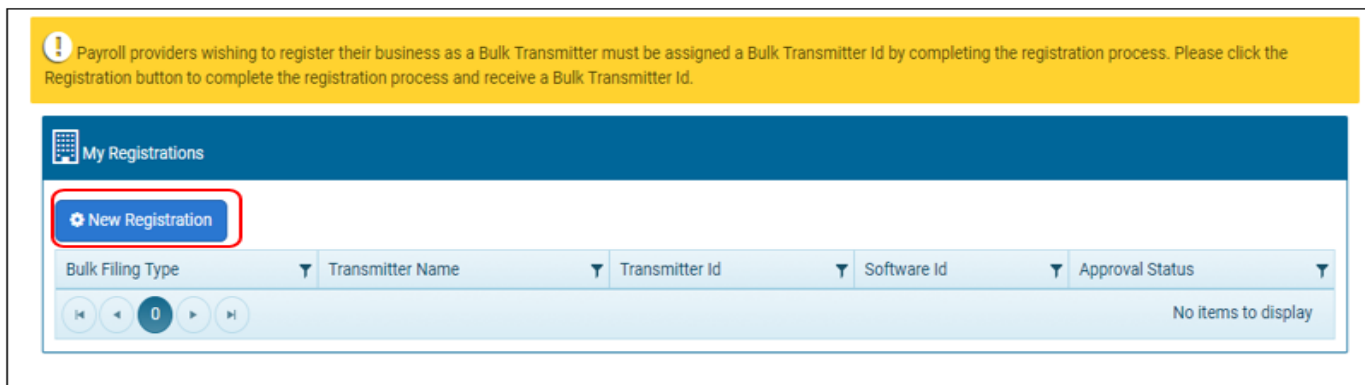 Payroll providers wishing to register their business as a Bulk Transmitter must be assigned a Bulk Transmitter Id by completing the registration process. Please click the
Registration button to complete the registration process and receive a Bulk Transmitter Id.
My Registrations
New Registration
Bulk Filing Type Transmitter Name Transmitter Id Software Id Approval Status
0 No items to display